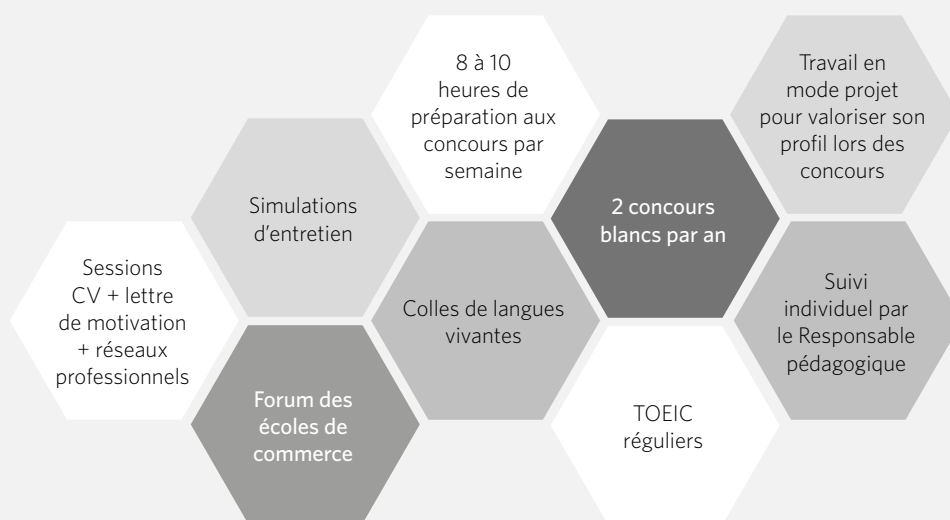 8 à 10
heures de
préparation aux
concours par
semaine
Travail en
mode projet
pour valoriser son
profil lors des
concours
Simulations
d'entretien
2 concours
blancs par an
Sessions
CV + lettre
de motivation
+ réseaux
professionnels
Colles de langues
vivantes
Suivi
individuel par
le Responsable
pédagogique
Forum des
écoles de
commerce
TOEIC
réguliers